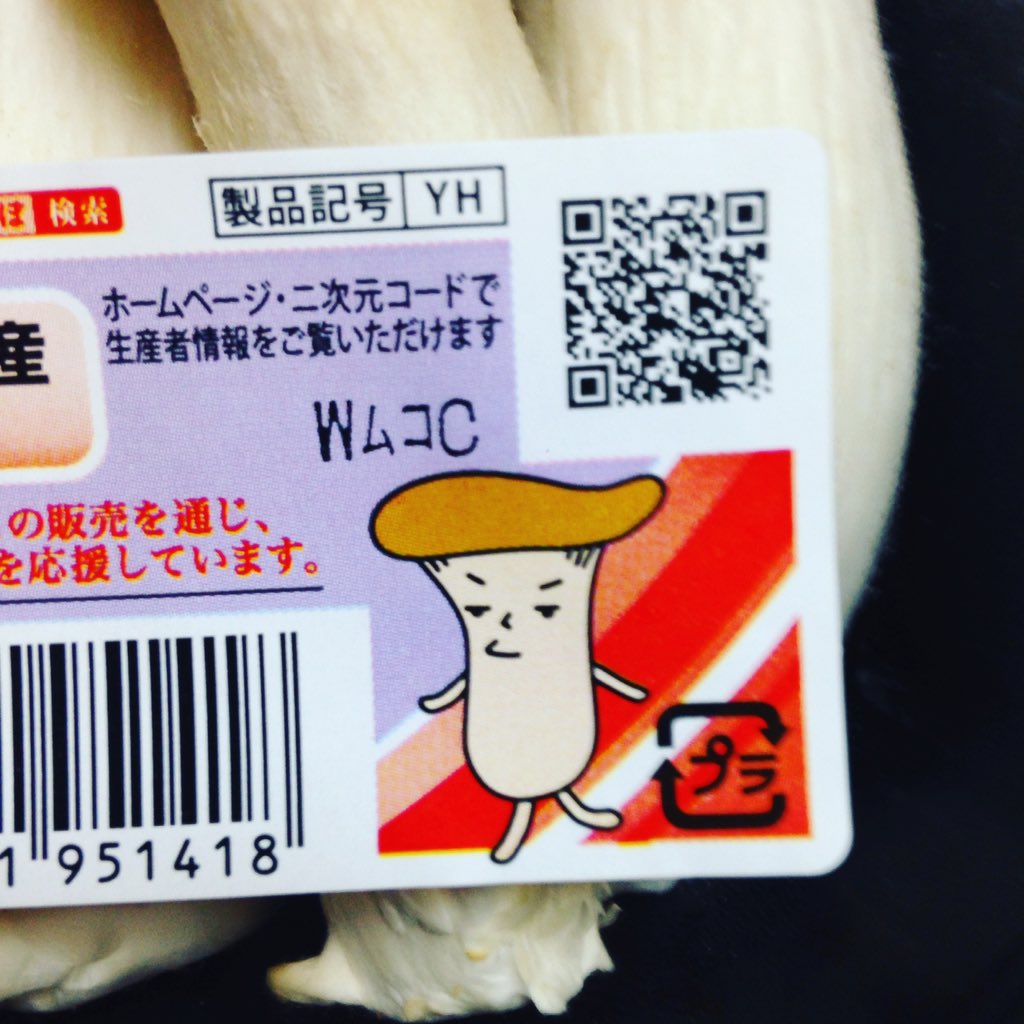 検索
製品記号 YH
ホームページ・二次元コードで
生産者情報をご覧いただけます
産
WムコC
の販売を通じ、
を応援しています。
1 951418
プラ